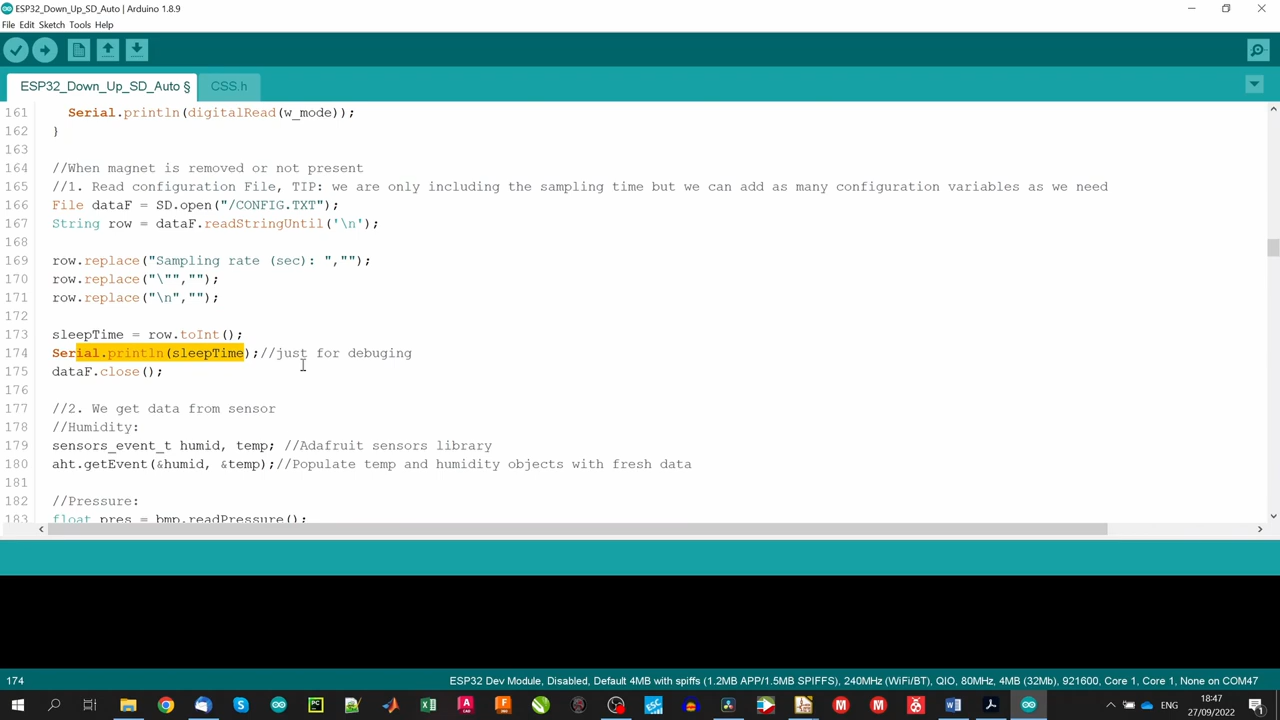 ESP32_Down_Up_SD_Auto | Arduino 1.8.9
File Edit Sketch Tools Help
ESP32_Down_Up_SD_Auto § CSS.h
161 Serial.println(digitalRead(w_mode));
162 }
163
164 //When magnet is removed or not present
165 //1. Read configuration File, TIP: we are only including the sampling time but we can add as many configuration variables as we need
166 File dataF = SD.open("/CONFIG.TXT");
167 String row = dataF.readStringUntil('\n');
168
169 row.replace("Sampling rate (sec): ","");
170 row.replace("\"","");
171 row.replace("\n","");
172
173 sleepTime = row.toInt();
174 Serial.println(sleepTime);//just for debuging
175 dataF.close();
176
177 //2. We get data from sensor
178 //Humidity:
179 sensors_event_t humid, temp; //Adafruit sensors library
180 aht.getEvent(&humid, &temp);//Populate temp and humidity objects with fresh data
181
182 //Pressure:
183 float pres = bmp.readPressure();
174 ESP32 Dev Module, Disabled, Default 4MB with spiffs (1.2MB APP/1.5MB SPIFFS), 240MHz (WiFi/BT), QIO, 80MHz, 4MB (32Mb), 921600, Core 1, Core 1, None on COM47
ENG 18:47
27/09/2022